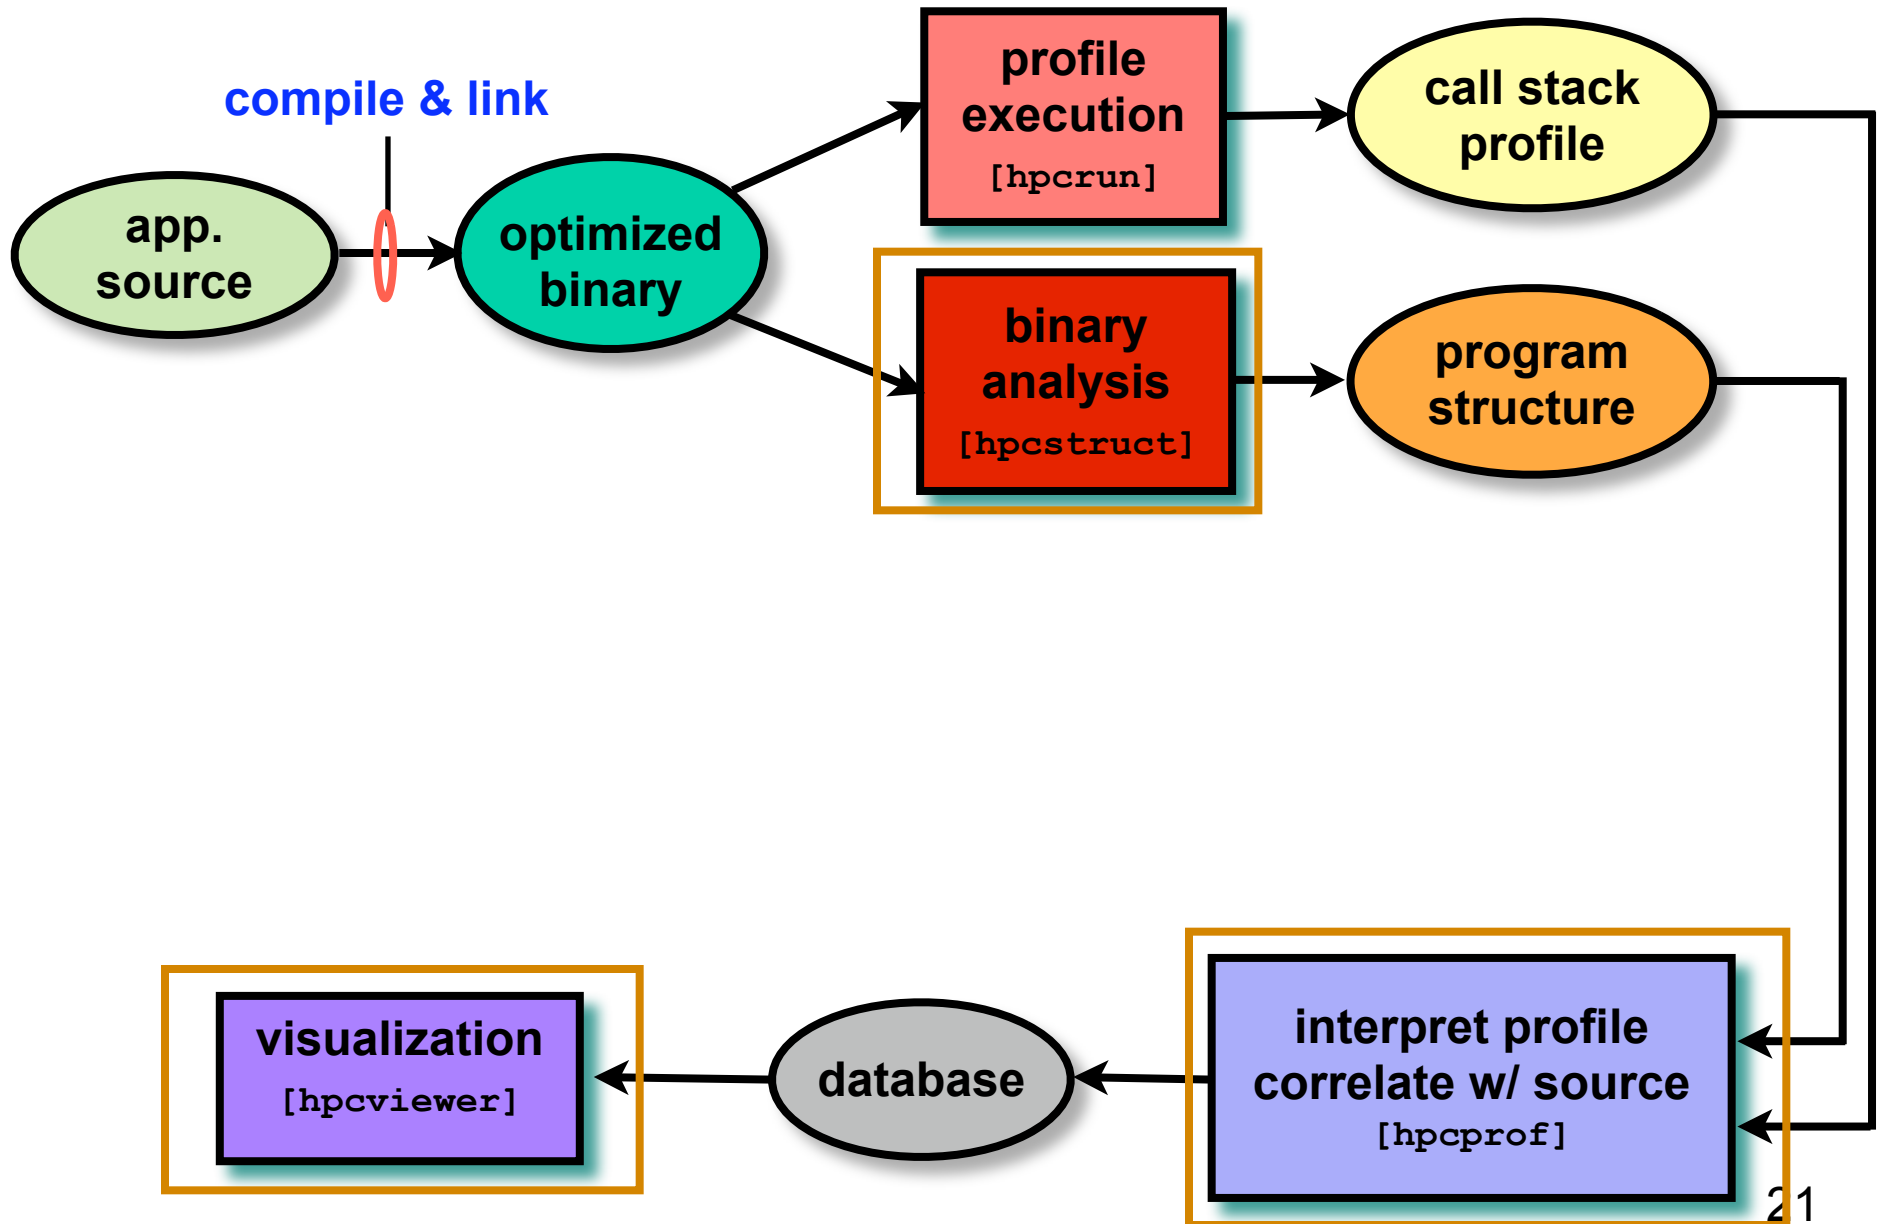 compile & link
app.
source
optimized
binary
profile
execution
[hpcrun]
call stack
profile
binary
analysis
[hpcstruct]
program
structure
visualization
[hpcviewer]
database
interpret profile
correlate w/ source
[hpcprof]
21